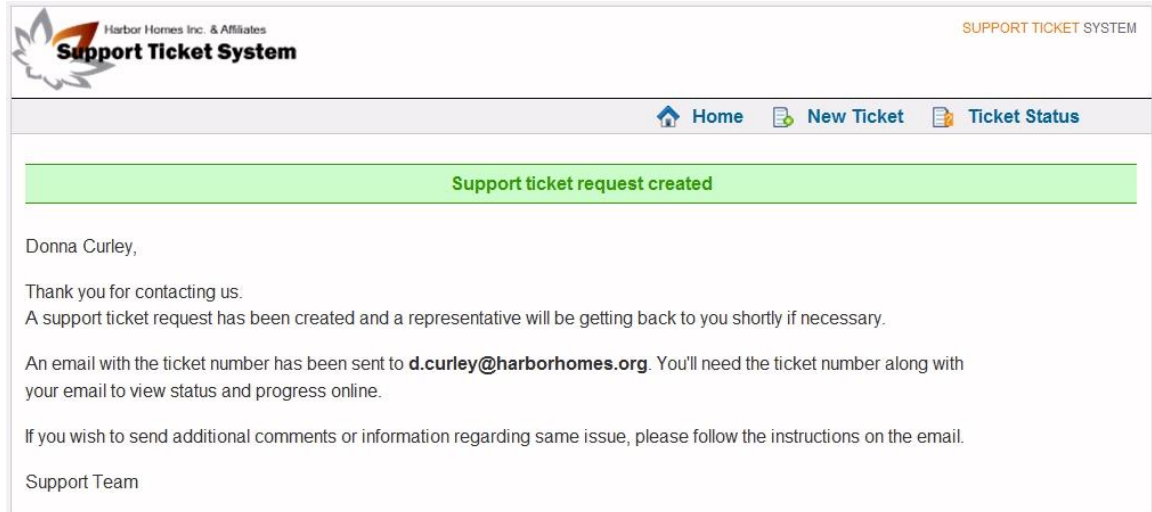 Harbor Homes Inc. & Affiliates
Support Ticket System
SUPPORT TICKET SYSTEM
Home New Ticket Ticket Status
Support ticket request created
Donna Curley,
Thank you for contacting us.
A support ticket request has been created and a representative will be getting back to you shortly if necessary.
An email with the ticket number has been sent to d.curley@harborhomes.org. You'll need the ticket number along with
your email to view status and progress online.
If you wish to send additional comments or information regarding same issue, please follow the instructions on the email.
Support Team